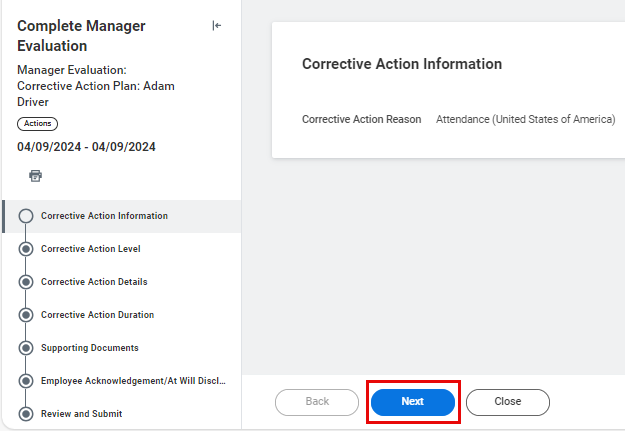 Complete Manager
Evaluation
Manager Evaluation:
Corrective Action Plan: Adam
Driver
Actions
04/09/2024 - 04/09/2024
Corrective Action Information
Corrective Action Level
Corrective Action Details
Corrective Action Duration
Supporting Documents
Employee Acknowledgement/At Will Discl...
Review and Submit
Corrective Action Information
Corrective Action Reason Attendance (United States of America)
Back Next Close